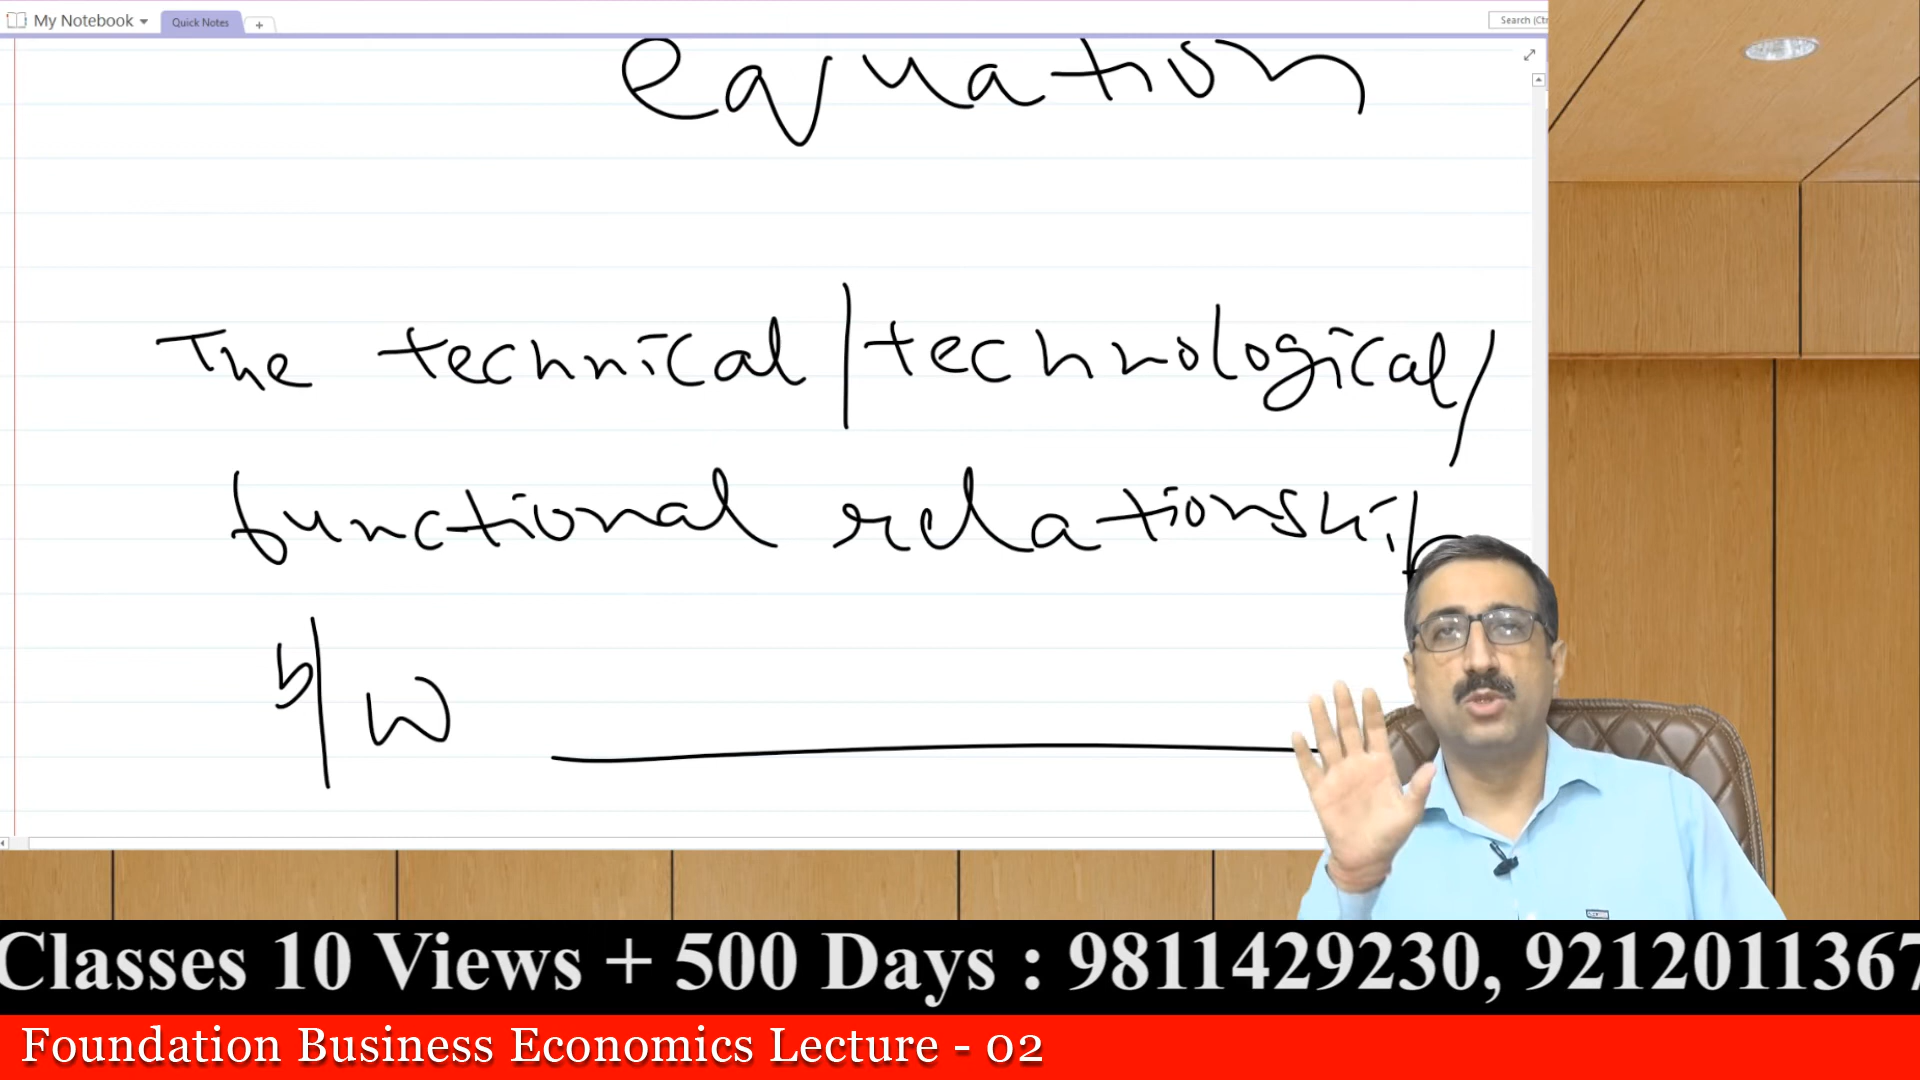 My Notebook
Quick Notes
+
Search (Ctr
equation
The technical/technological/
functional relationship
b/w
Classes 10 Views + 500 Days : 9811429230, 9212011367
Foundation Business Economics Lecture - 02